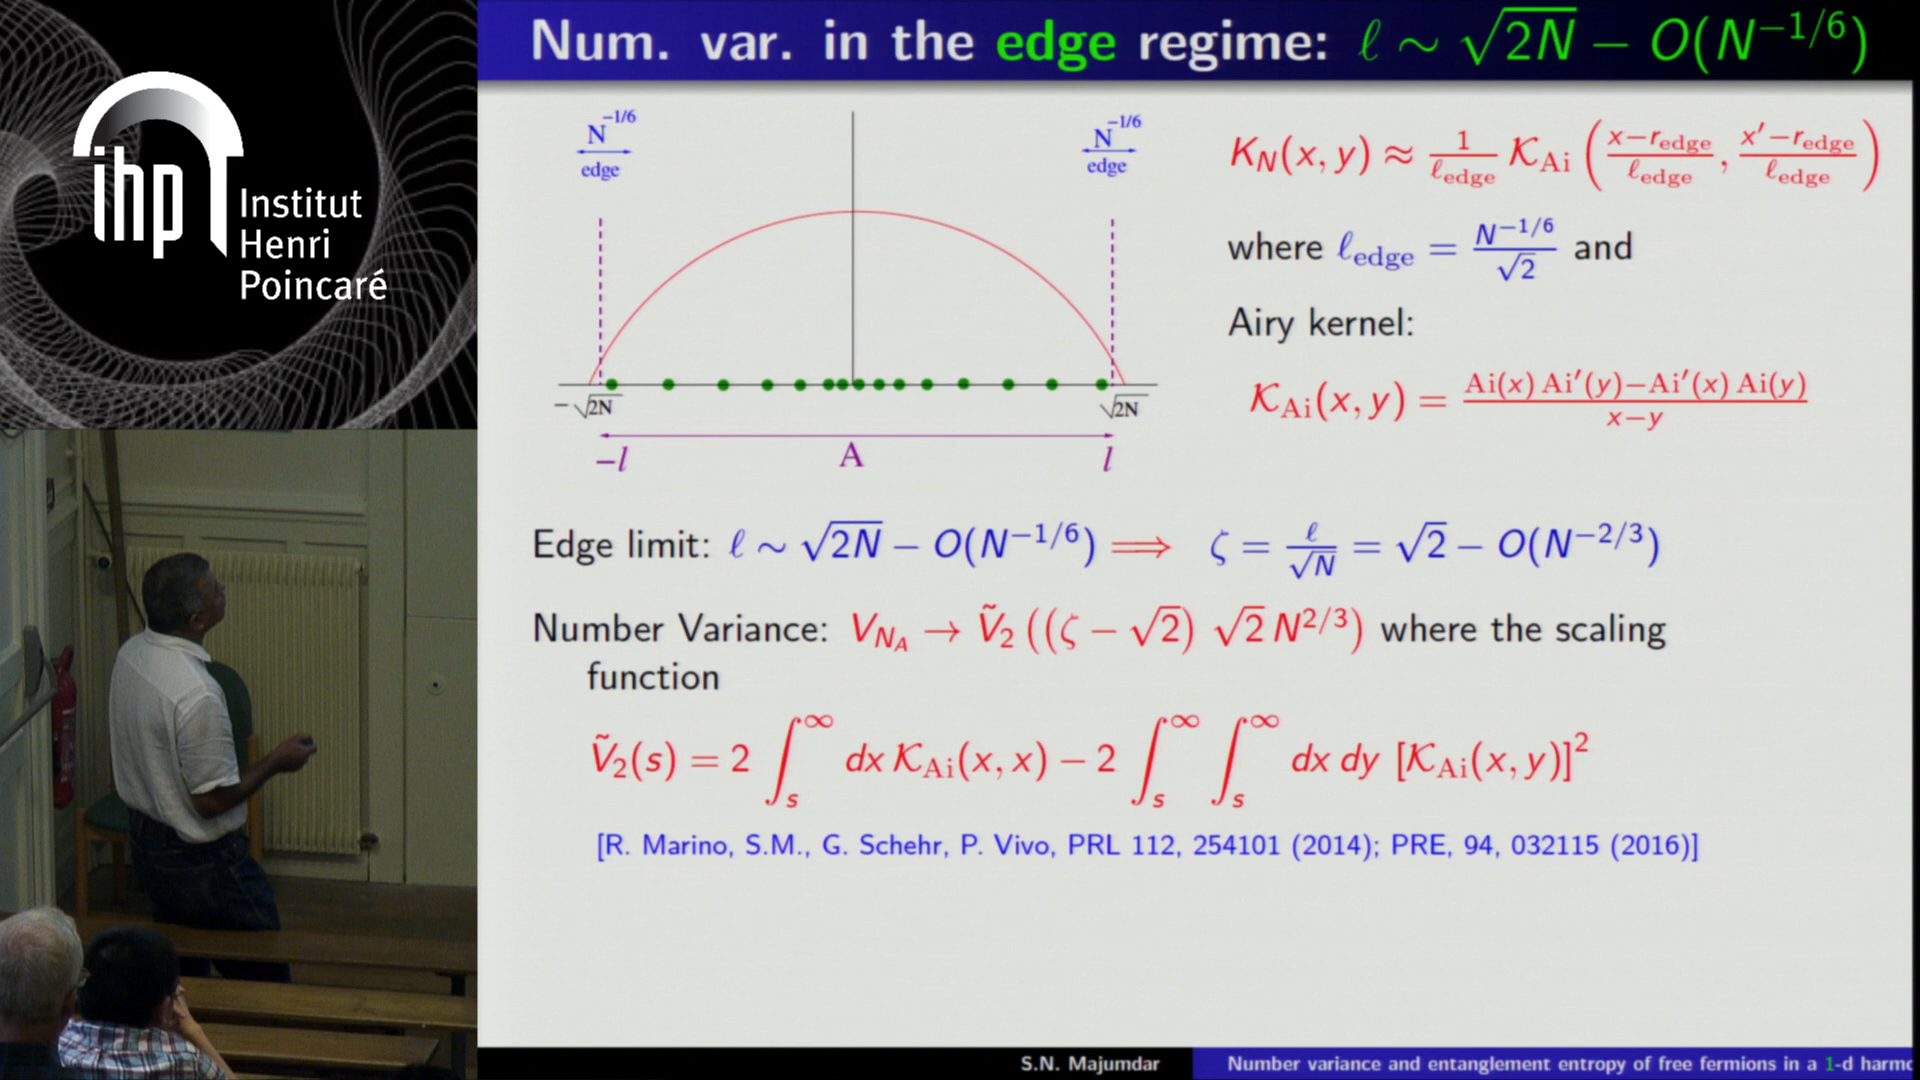 ihp
Institut
Henri
Poincaré
Num. var. in the edge regime: ℓ ∼ √2N − O(N^{−1/6})
N^{−1/6}
edge
N^{−1/6}
edge
−√2N
√2N
−l
A
l
K_N(x, y) ≈ 1/ℓ_edge 𝒦_Ai ((x−r_edge)/ℓ_edge, (x′−r_edge)/ℓ_edge)
where ℓ_edge = N^{−1/6}/√2 and
Airy kernel:
𝒦_Ai(x, y) = (Ai(x) Ai′(y)−Ai′(x) Ai(y))/(x−y)
Edge limit: ℓ ∼ √2N − O(N^{−1/6}) ⟹ ζ = ℓ/√N = √2 − O(N^{−2/3})
Number Variance: V_{N_A} → Ṽ_2 ((ζ − √2) √2 N^{2/3}) where the scaling
function
Ṽ_2(s) = 2 ∫_s^∞ dx 𝒦_Ai(x, x) − 2 ∫_s^∞ ∫_s^∞ dx dy [𝒦_Ai(x, y)]^2
[R. Marino, S.M., G. Schehr, P. Vivo, PRL 112, 254101 (2014); PRE, 94, 032115 (2016)]
S.N. Majumdar
Number variance and entanglement entropy of free fermions in a 1-d harmo